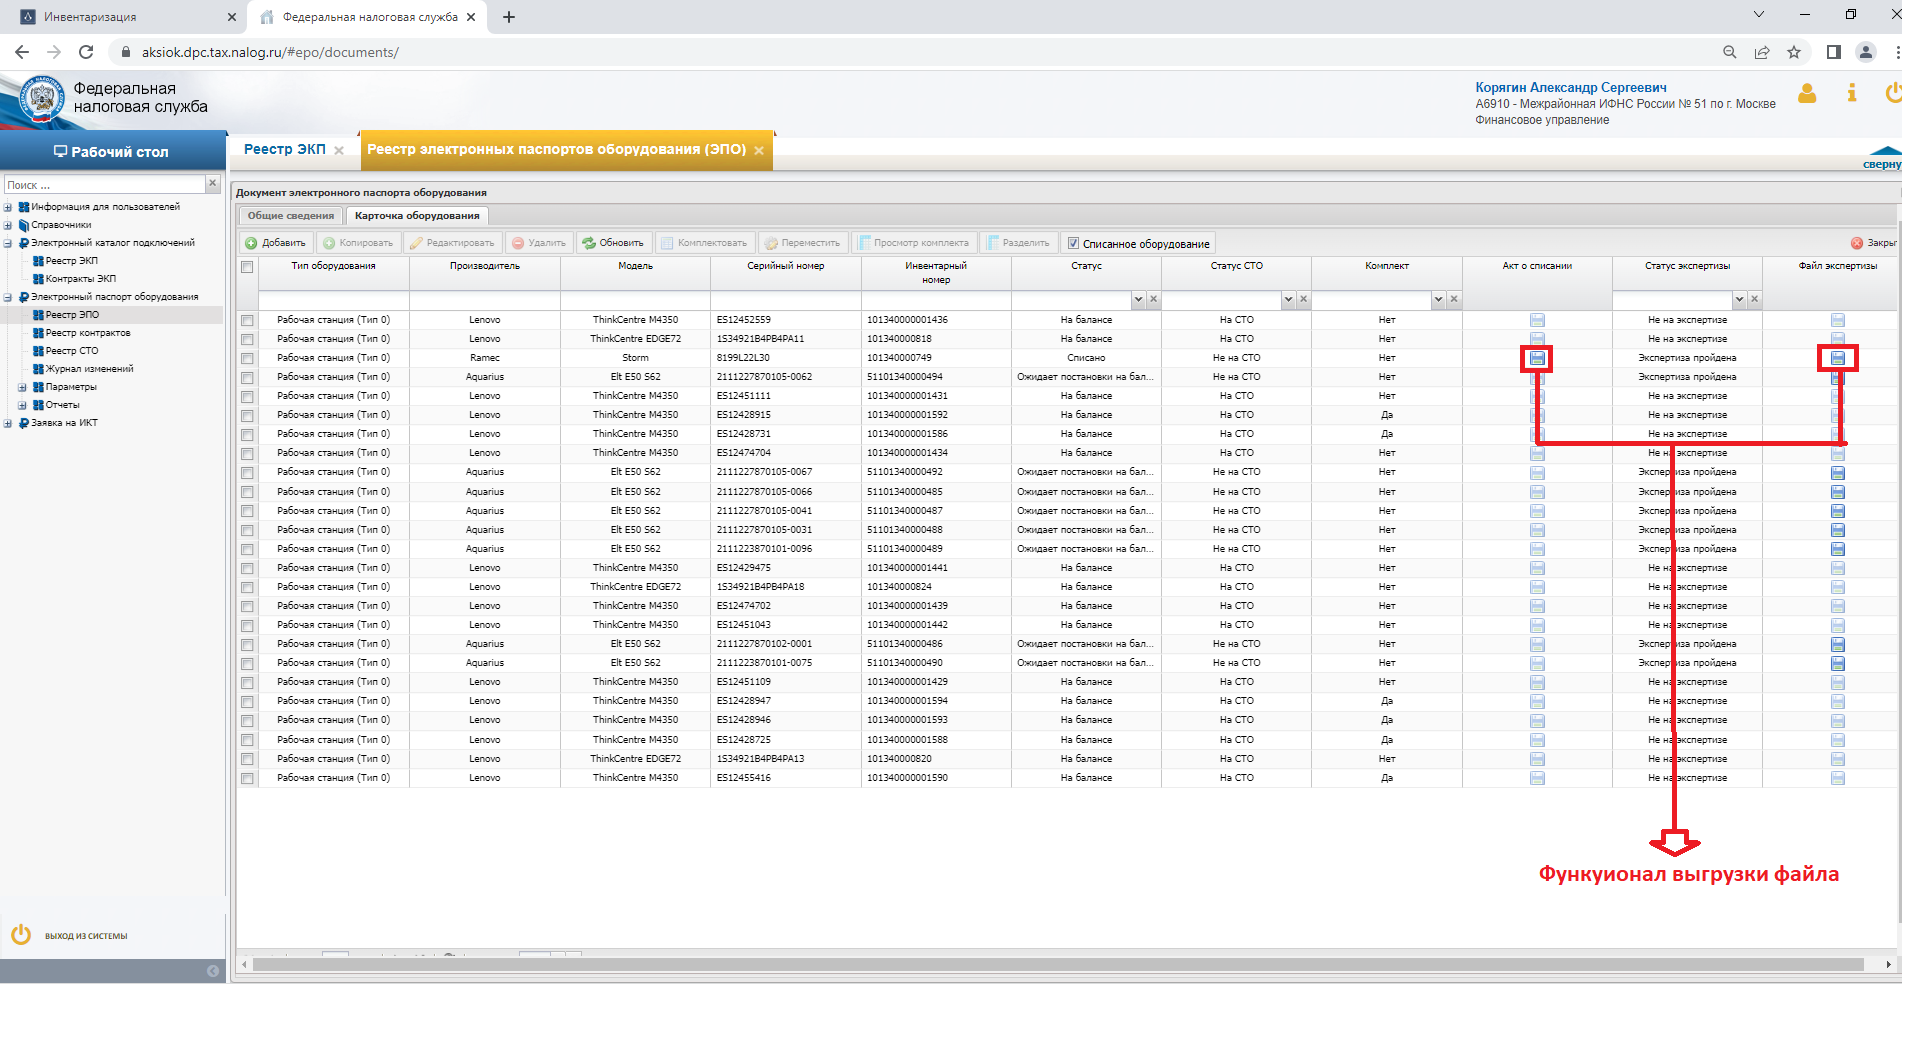 Инвентаризация
Федеральная налоговая служба
aksiok.dpc.tax.nalog.ru/#epo/documents/
Федеральная
налоговая служба
Корягин Александр Сергеевич
А6910 - Межрайонная ИФНС России № 51 по г. Москве
Финансовое управление
Рабочий стол
Реестр ЭКП
Реестр электронных паспортов оборудования (ЭПО)
сверну
Поиск ...
Информация для пользователей
Справочники
Электронный каталог подключений
Реестр ЭКП
Контракты ЭКП
Электронный паспорт оборудования
Реестр ЭПО
Реестр контрактов
Реестр СТО
Журнал изменений
Параметры
Отчеты
Заявка на ИКТ
ВЫХОД ИЗ СИСТЕМЫ
Документ электронного паспорта оборудования
Общие сведения Карточка оборудования
Добавить Копировать Редактировать Удалить Обновить Комплектовать Переместить Просмотр комплекта Разделить Списанное оборудование Закры
Тип оборудования Производитель Модель Серийный номер Инвентарный номер Статус Статус СТО Комплект Акт о списании Статус экспертизы Файл экспертизы
Рабочая станция (Тип 0) Lenovo ThinkCentre M4350 ES12452559 101340000001436 На балансе На СТО Нет Не на экспертизе
Рабочая станция (Тип 0) Lenovo ThinkCentre EDGE72 1S34921B4PB4PA11 101340000818 На балансе На СТО Нет Не на экспертизе
Рабочая станция (Тип 0) Ramec Storm 8199L22L30 101340000749 Списано Не на СТО Нет Экспертиза пройдена
Рабочая станция (Тип 0) Aquarius Elt E50 S62 2111227870105-0062 51101340000494 Ожидает постановки на бал... Не на СТО Нет Экспертиза пройдена
Рабочая станция (Тип 0) Lenovo ThinkCentre M4350 ES12451111 101340000001431 На балансе На СТО Нет Не на экспертизе
Рабочая станция (Тип 0) Lenovo ThinkCentre M4350 ES12428915 101340000001592 На балансе На СТО Да Не на экспертизе
Рабочая станция (Тип 0) Lenovo ThinkCentre M4350 ES12428731 101340000001586 На балансе На СТО Да Не на экспертизе
Рабочая станция (Тип 0) Lenovo ThinkCentre M4350 ES12474704 101340000001434 На балансе На СТО Нет Не на экспертизе
Рабочая станция (Тип 0) Aquarius Elt E50 S62 2111227870105-0067 51101340000492 Ожидает постановки на бал... Не на СТО Нет Экспертиза пройдена
Рабочая станция (Тип 0) Aquarius Elt E50 S62 2111227870105-0066 51101340000485 Ожидает постановки на бал... Не на СТО Нет Экспертиза пройдена
Рабочая станция (Тип 0) Aquarius Elt E50 S62 2111227870105-0041 51101340000487 Ожидает постановки на бал... Не на СТО Нет Экспертиза пройдена
Рабочая станция (Тип 0) Aquarius Elt E50 S62 2111227870105-0031 51101340000488 Ожидает постановки на бал... Не на СТО Нет Экспертиза пройдена
Рабочая станция (Тип 0) Aquarius Elt E50 S62 2111223870101-0096 51101340000489 Ожидает постановки на бал... Не на СТО Нет Экспертиза пройдена
Рабочая станция (Тип 0) Lenovo ThinkCentre M4350 ES12429475 101340000001441 На балансе На СТО Нет Не на экспертизе
Рабочая станция (Тип 0) Lenovo ThinkCentre EDGE72 1S34921B4PB4PA18 101340000824 На балансе На СТО Нет Не на экспертизе
Рабочая станция (Тип 0) Lenovo ThinkCentre M4350 ES12474702 101340000001439 На балансе На СТО Нет Не на экспертизе
Рабочая станция (Тип 0) Lenovo ThinkCentre M4350 ES12451043 101340000001442 На балансе На СТО Нет Не на экспертизе
Рабочая станция (Тип 0) Aquarius Elt E50 S62 2111227870102-0001 51101340000486 Ожидает постановки на бал... Не на СТО Нет Экспертиза пройдена
Рабочая станция (Тип 0) Aquarius Elt E50 S62 2111223870101-0075 51101340000490 Ожидает постановки на бал... Не на СТО Нет Экспертиза пройдена
Рабочая станция (Тип 0) Lenovo ThinkCentre M4350 ES12451109 101340000001429 На балансе На СТО Нет Не на экспертизе
Рабочая станция (Тип 0) Lenovo ThinkCentre M4350 ES12428947 101340000001594 На балансе На СТО Да Не на экспертизе
Рабочая станция (Тип 0) Lenovo ThinkCentre M4350 ES12428946 101340000001593 На балансе На СТО Да Не на экспертизе
Рабочая станция (Тип 0) Lenovo ThinkCentre M4350 ES12428725 101340000001588 На балансе На СТО Да Не на экспертизе
Рабочая станция (Тип 0) Lenovo ThinkCentre EDGE72 1S34921B4PB4PA13 101340000820 На балансе На СТО Нет Не на экспертизе
Рабочая станция (Тип 0) Lenovo ThinkCentre M4350 ES12455416 101340000001590 На балансе На СТО Да Не на экспертизе
Функуионал выгрузки файла